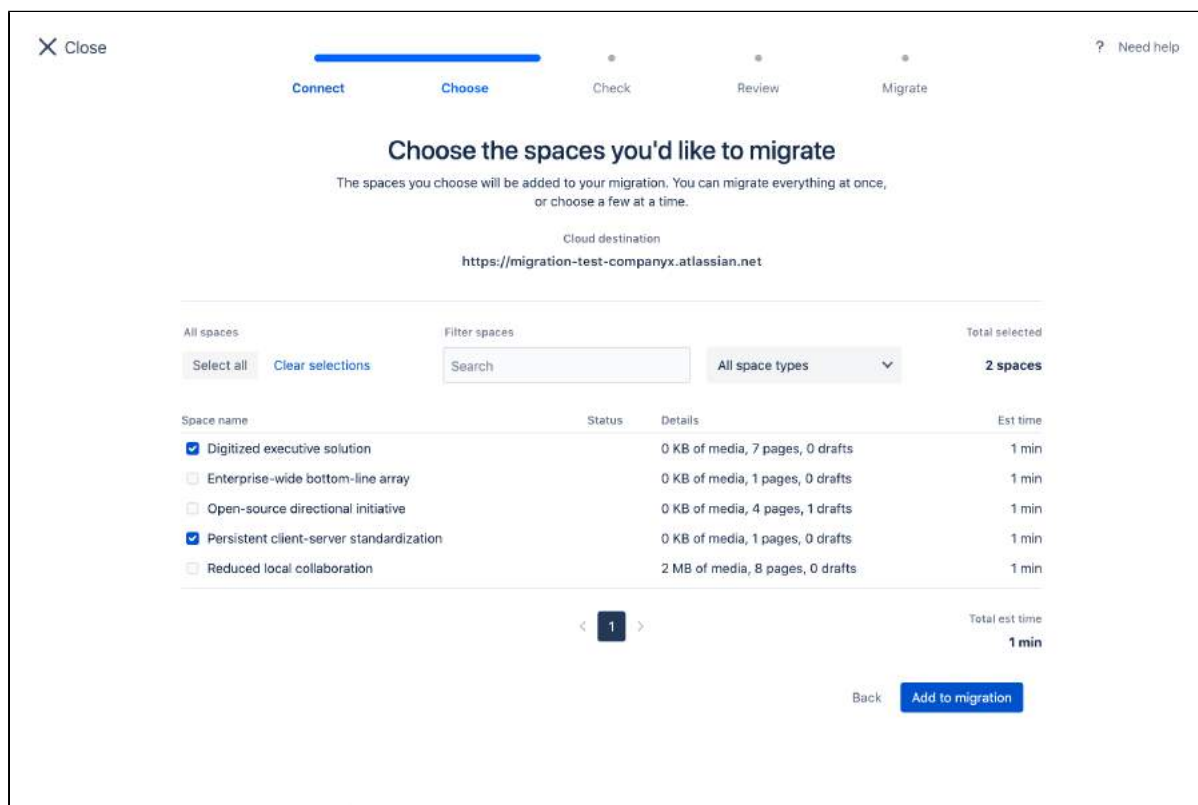 Close
? Need help
Connect Choose Check Review Migrate
Choose the spaces you'd like to migrate
The spaces you choose will be added to your migration. You can migrate everything at once,
or choose a few at a time.
Cloud destination
https://migration-test-companyx.atlassian.net
All spaces Filter spaces Total selected
Select all Clear selections Search All space types 2 spaces
Space name Status Details Est time
Digitized executive solution 0 KB of media, 7 pages, 0 drafts 1 min
Enterprise-wide bottom-line array 0 KB of media, 1 pages, 0 drafts 1 min
Open-source directional initiative 0 KB of media, 4 pages, 1 drafts 1 min
Persistent client-server standardization 0 KB of media, 1 pages, 0 drafts 1 min
Reduced local collaboration 2 MB of media, 8 pages, 0 drafts 1 min
< 1 >
Total est time
1 min
Back Add to migration